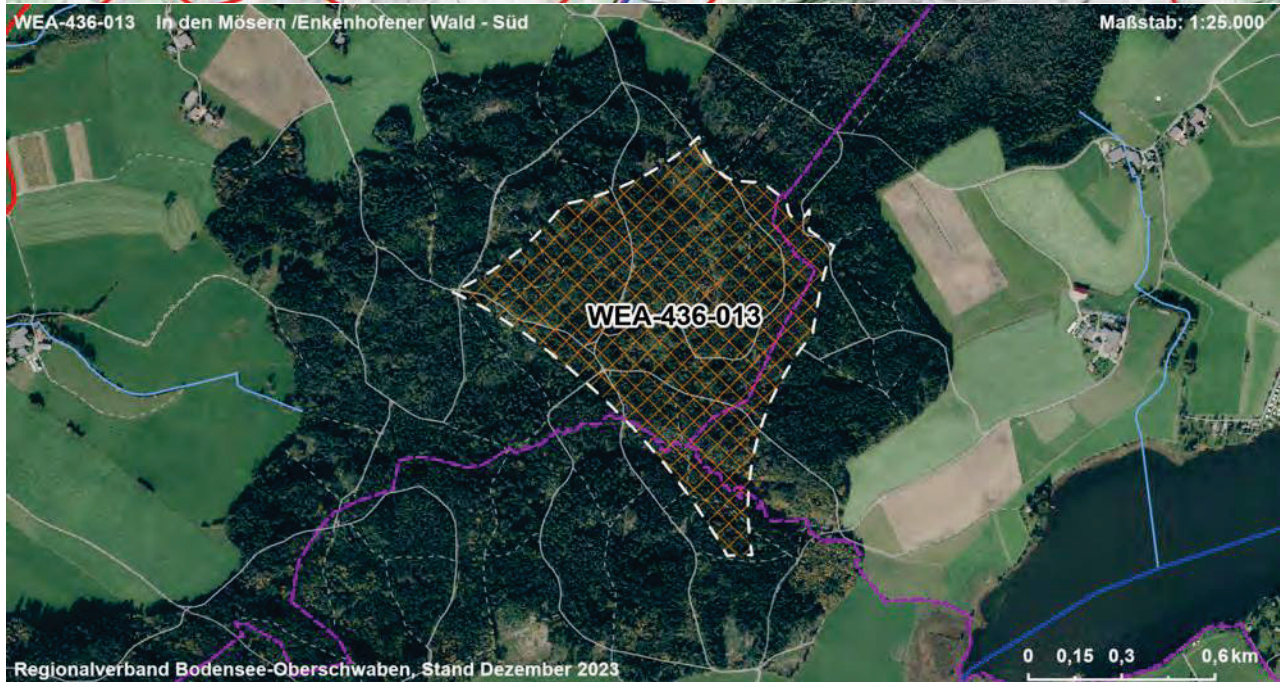 WEA-436-013 In den Mösern /Enkenhofener Wald - Süd
Maßstab: 1:25.000
WEA-436-013
Regionalverband Bodensee-Oberschwaben, Stand Dezember 2023
0 0,15 0,3 0,6 km